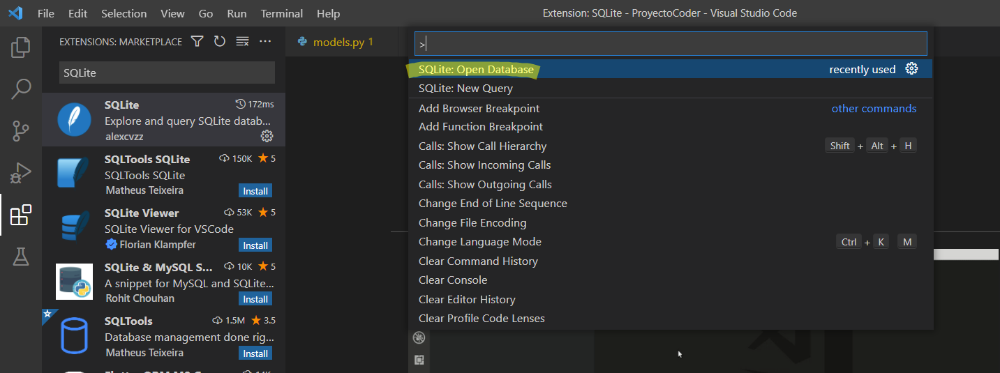 File Edit Selection View Go Run Terminal Help Extension: SQLite - ProyectoCoder - Visual Studio Code
EXTENSIONS: MARKETPLACE
SQLite
SQLite 172ms
Explore and query SQLite datab...
alexcvzz
SQLTools SQLite 150K 5
SQLTools SQLite
Matheus Teixeira Install
SQLite Viewer 53K 5
SQLite Viewer for VSCode
Florian Klampfer Install
SQLite & MySQL S... 10K 5
A snippet for MySQL and SQLite...
Rohit Chouhan Install
SQLTools 1.5M 3.5
Database management done rig...
Matheus Teixeira Install
models.py 1
>
SQLite: Open Database recently used
SQLite: New Query
Add Browser Breakpoint other commands
Add Function Breakpoint
Calls: Show Call Hierarchy Shift + Alt + H
Calls: Show Incoming Calls
Calls: Show Outgoing Calls
Change End of Line Sequence
Change File Encoding
Change Language Mode Ctrl + K M
Clear Command History
Clear Console
Clear Editor History
Clear Profile Code Lenses